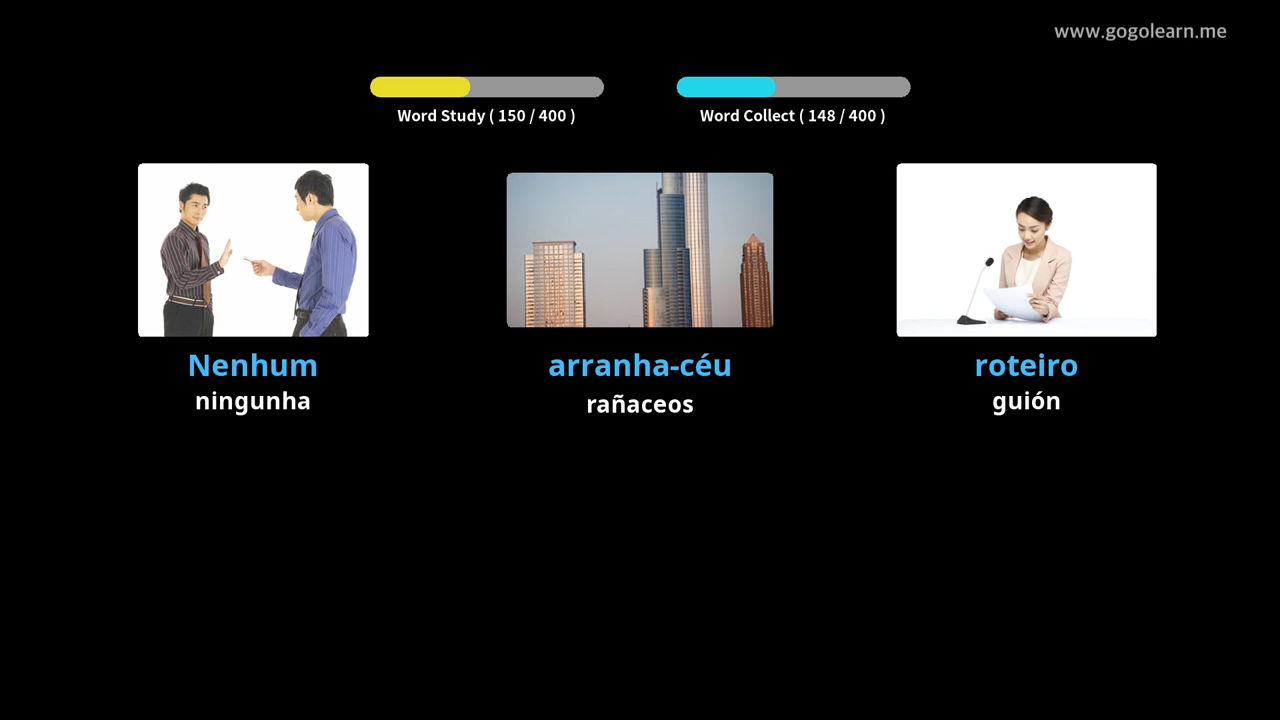 www.gogolearn.me
Word Study ( 150 / 400 )
Word Collect ( 148 / 400 )
Nenhum
ningunha
arranha-céu
rañaceos
roteiro
guión